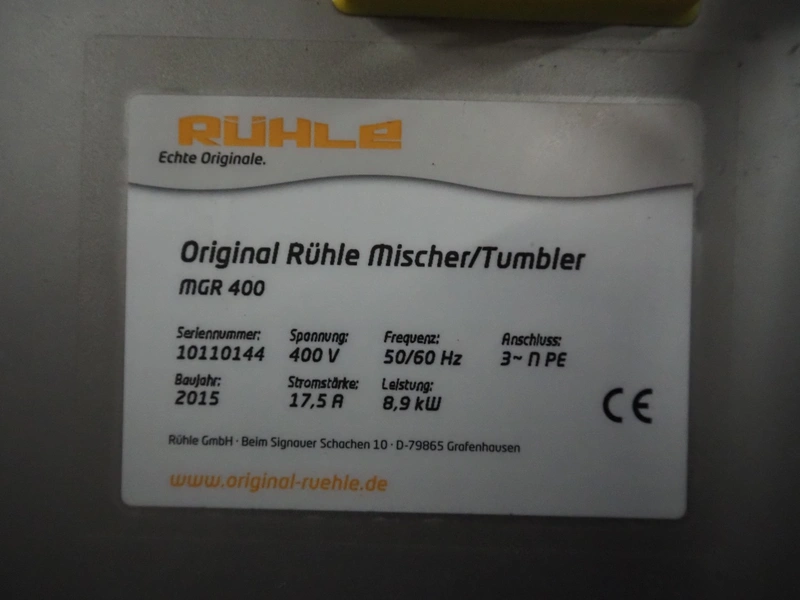 RÜHLE
Echte Originale.
Original Rühle Mischer/Tumbler
MGR 400
Seriennummer: Spannung: Frequenz: Anschluss:
10110144 400 V 50/60 Hz 3~ N PE
Baujahr: Stromstärke: Leistung:
2015 17,5 A 8,9 kW
CE
Rühle GmbH · Beim Signauer Schachen 10 · D-79865 Grafenhausen
www.original-ruehle.de